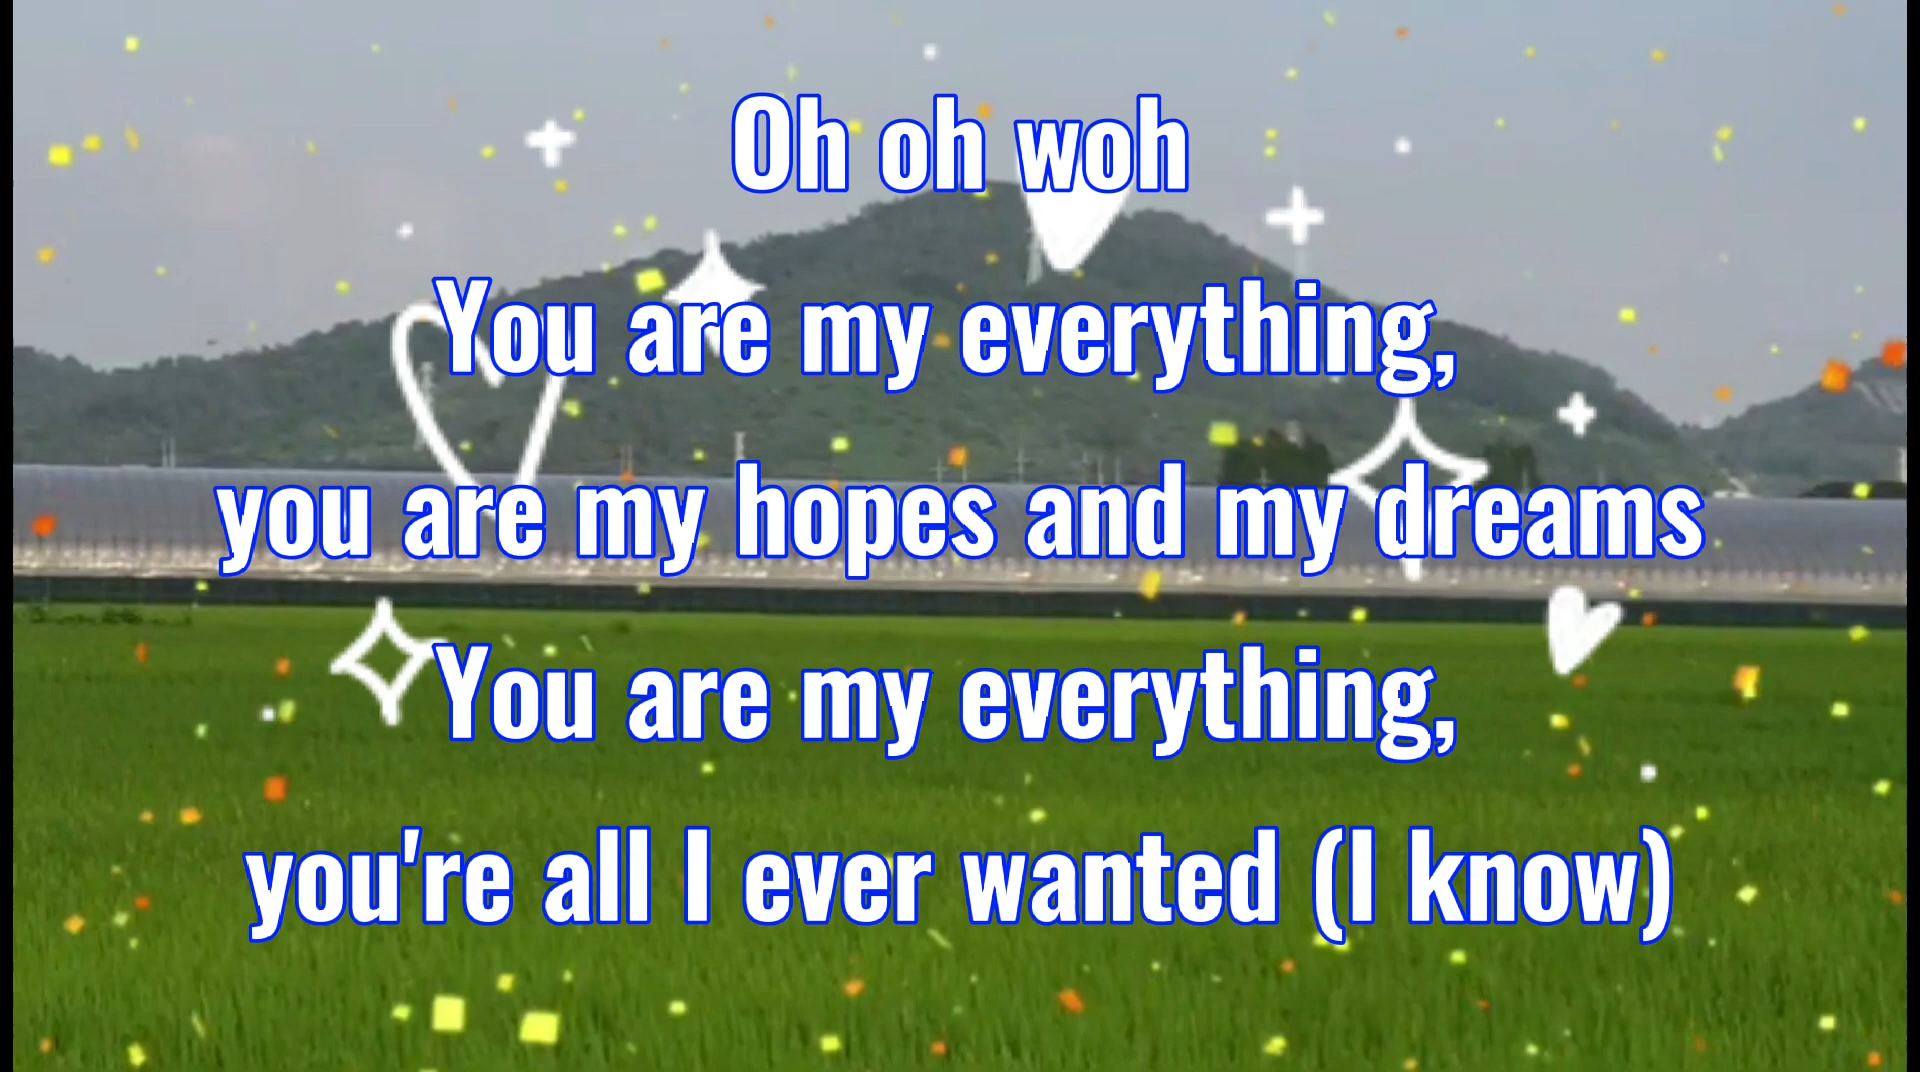 Oh oh woh
You are my everything,
you are my hopes and my dreams
You are my everything,
you're all I ever wanted (I know)